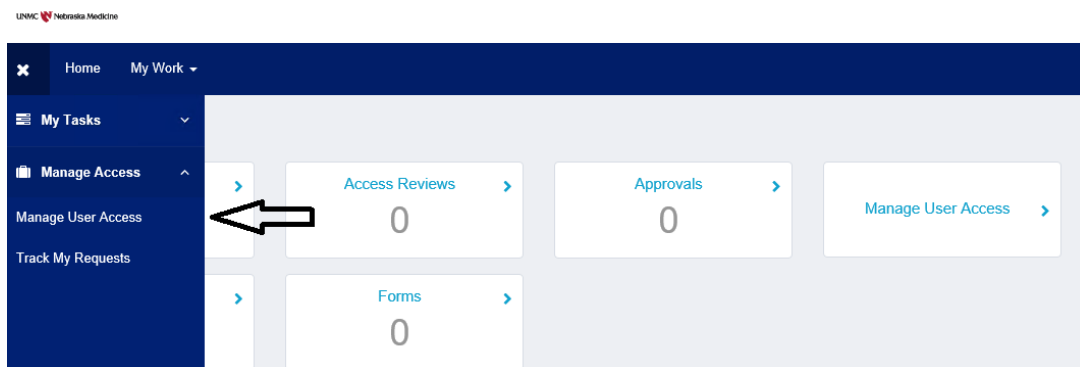 UNMC Nebraska Medicine
Home My Work
My Tasks
Manage Access
Manage User Access
Track My Requests
Access Reviews
0
Approvals
0
Manage User Access
Forms
0